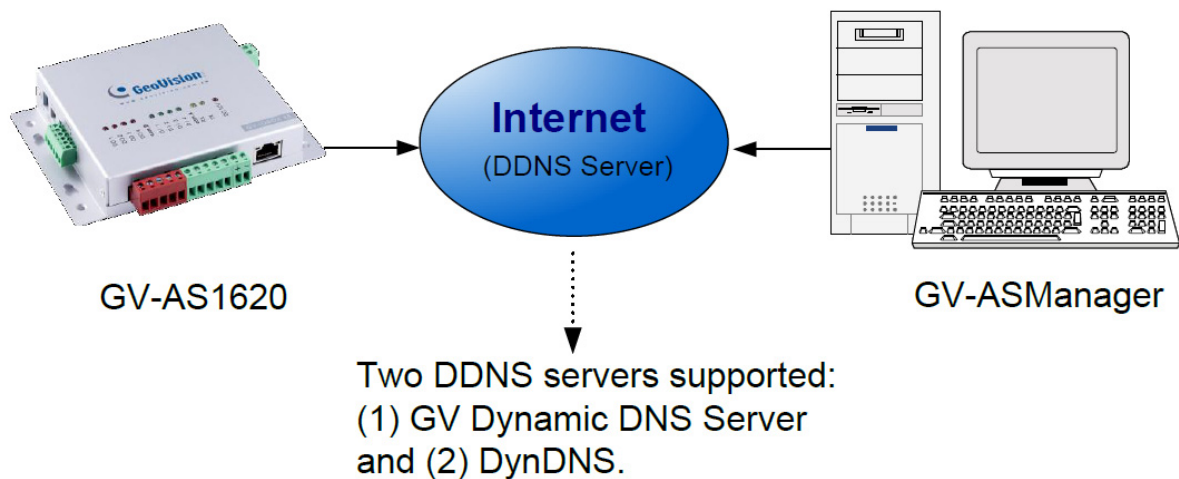 GeoVision
Internet
(DDNS Server)
GV-AS1620
GV-ASManager
Two DDNS servers supported:
(1) GV Dynamic DNS Server
and (2) DynDNS.